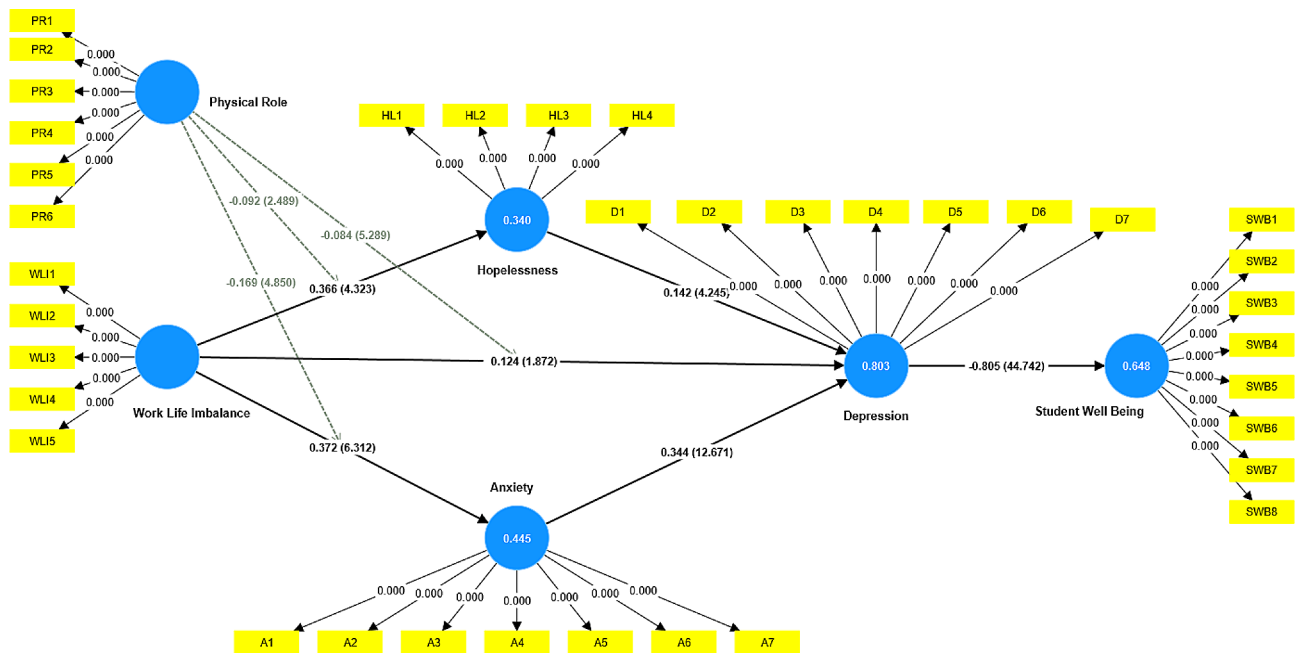 PR1
PR2
PR3
PR4
PR5
PR6
0.000
0.000
0.000
0.000
0.000
0.000
Physical Role
-0.092 (2.489)
-0.084 (5.289)
-0.169 (4.850)
HL1
HL2
HL3
HL4
0.000
0.000
0.000
0.000
0.340
Hopelessness
WLI1
WLI2
WLI3
WLI4
WLI5
0.000
0.000
0.000
0.000
0.000
Work Life Imbalance
0.366 (4.323)
0.124 (1.872)
0.372 (6.312)
0.142 (4.245)
0.344 (12.671)
D1
D2
D3
D4
D5
D6
D7
0.000
0.000
0.000
0.000
0.000
0.000
0.000
0.803
Depression
-0.805 (44.742)
0.648
Student Well Being
SWB1
SWB2
SWB3
SWB4
SWB5
SWB6
SWB7
SWB8
0.000
0.000
0.000
0.000
0.000
0.000
0.000
0.000
Anxiety
0.445
0.000
0.000
0.000
0.000
0.000
0.000
0.000
A1
A2
A3
A4
A5
A6
A7